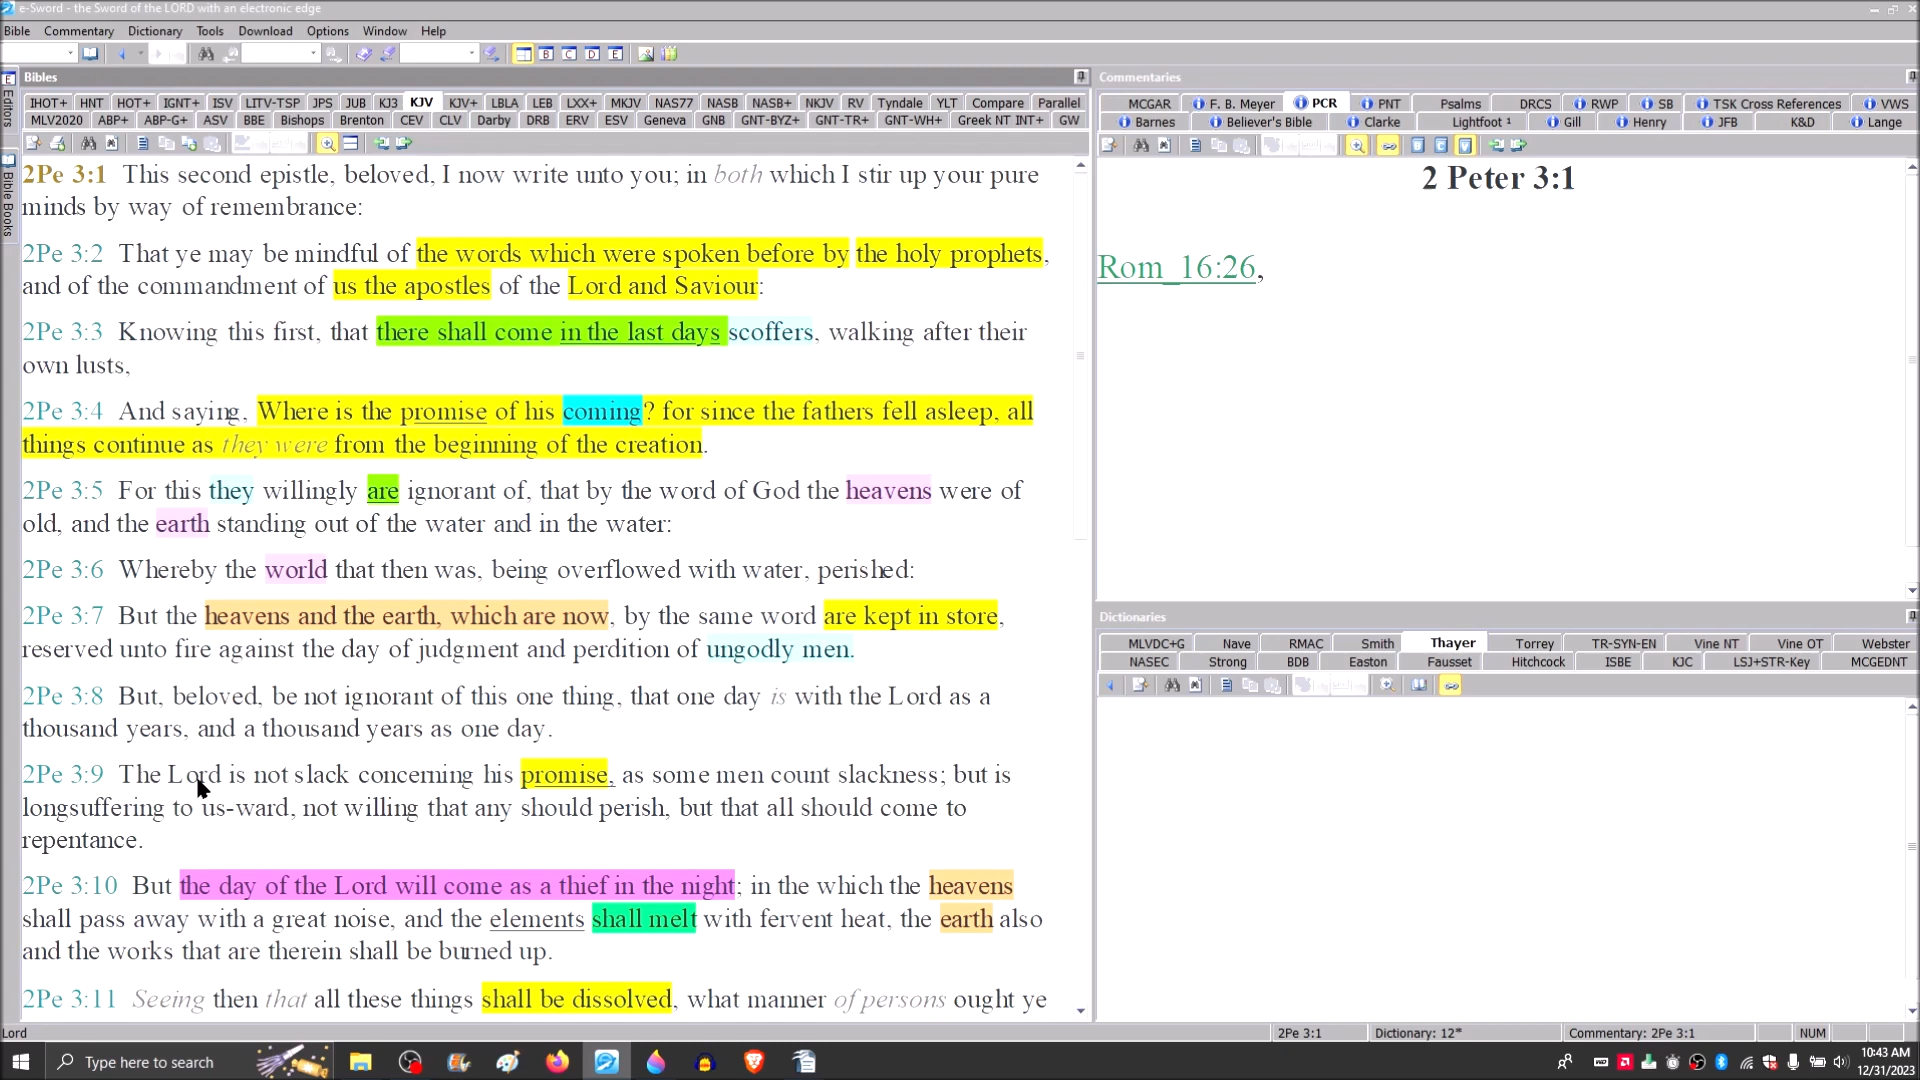 e-Sword - the Sword of the LORD with an electronic edge
Bible Commentary Dictionary Tools Download Options Window Help
B C D E
Bibles
IHOT+ HNT HOT+ IGNT+ ISV LITV-TSP JPS JUB KJ3 KJV KJV+ LBLA LEB LXX+ MKJV NAS77 NASB NASB+ NKJV RV Tyndale YLT Compare Parallel
MLV2020 ABP+ ABP-G+ ASV BBE Bishops Brenton CEV CLV Darby DRB ERV ESV Geneva GNB GNT-BYZ+ GNT-TR+ GNT-WH+ Greek NT INT+ GW
Editors
Bible Books
2Pe 3:1 This second epistle, beloved, I now write unto you; in both which I stir up your pure
minds by way of remembrance:
2Pe 3:2 That ye may be mindful of the words which were spoken before by the holy prophets,
and of the commandment of us the apostles of the Lord and Saviour:
2Pe 3:3 Knowing this first, that there shall come in the last days scoffers, walking after their
own lusts,
2Pe 3:4 And saying, Where is the promise of his coming? for since the fathers fell asleep, all
things continue as they were from the beginning of the creation.
2Pe 3:5 For this they willingly are ignorant of, that by the word of God the heavens were of
old, and the earth standing out of the water and in the water:
2Pe 3:6 Whereby the world that then was, being overflowed with water, perished:
2Pe 3:7 But the heavens and the earth, which are now, by the same word are kept in store,
reserved unto fire against the day of judgment and perdition of ungodly men.
2Pe 3:8 But, beloved, be not ignorant of this one thing, that one day is with the Lord as a
thousand years, and a thousand years as one day.
2Pe 3:9 The Lord is not slack concerning his promise, as some men count slackness; but is
longsuffering to us-ward, not willing that any should perish, but that all should come to
repentance.
2Pe 3:10 But the day of the Lord will come as a thief in the night; in the which the heavens
shall pass away with a great noise, and the elements shall melt with fervent heat, the earth also
and the works that are therein shall be burned up.
2Pe 3:11 Seeing then that all these things shall be dissolved, what manner of persons ought ye
Commentaries
MCGAR F. B. Meyer PCR PNT Psalms DRCS RWP SB TSK Cross References VWS
Barnes Believer's Bible Clarke Lightfoot ¹ Gill Henry JFB K&D Lange
2 Peter 3:1
Rom_16:26,
Dictionaries
MLVDC+G Nave RMAC Smith Thayer Torrey TR-SYN-EN Vine NT Vine OT Webster
NASEC Strong BDB Easton Fausset Hitchcock ISBE KJC LSJ+STR-Key MCGEDNT
Lord 2Pe 3:1 Dictionary: 12* Commentary: 2Pe 3:1 NUM
Type here to search
10:43 AM
12/31/2023